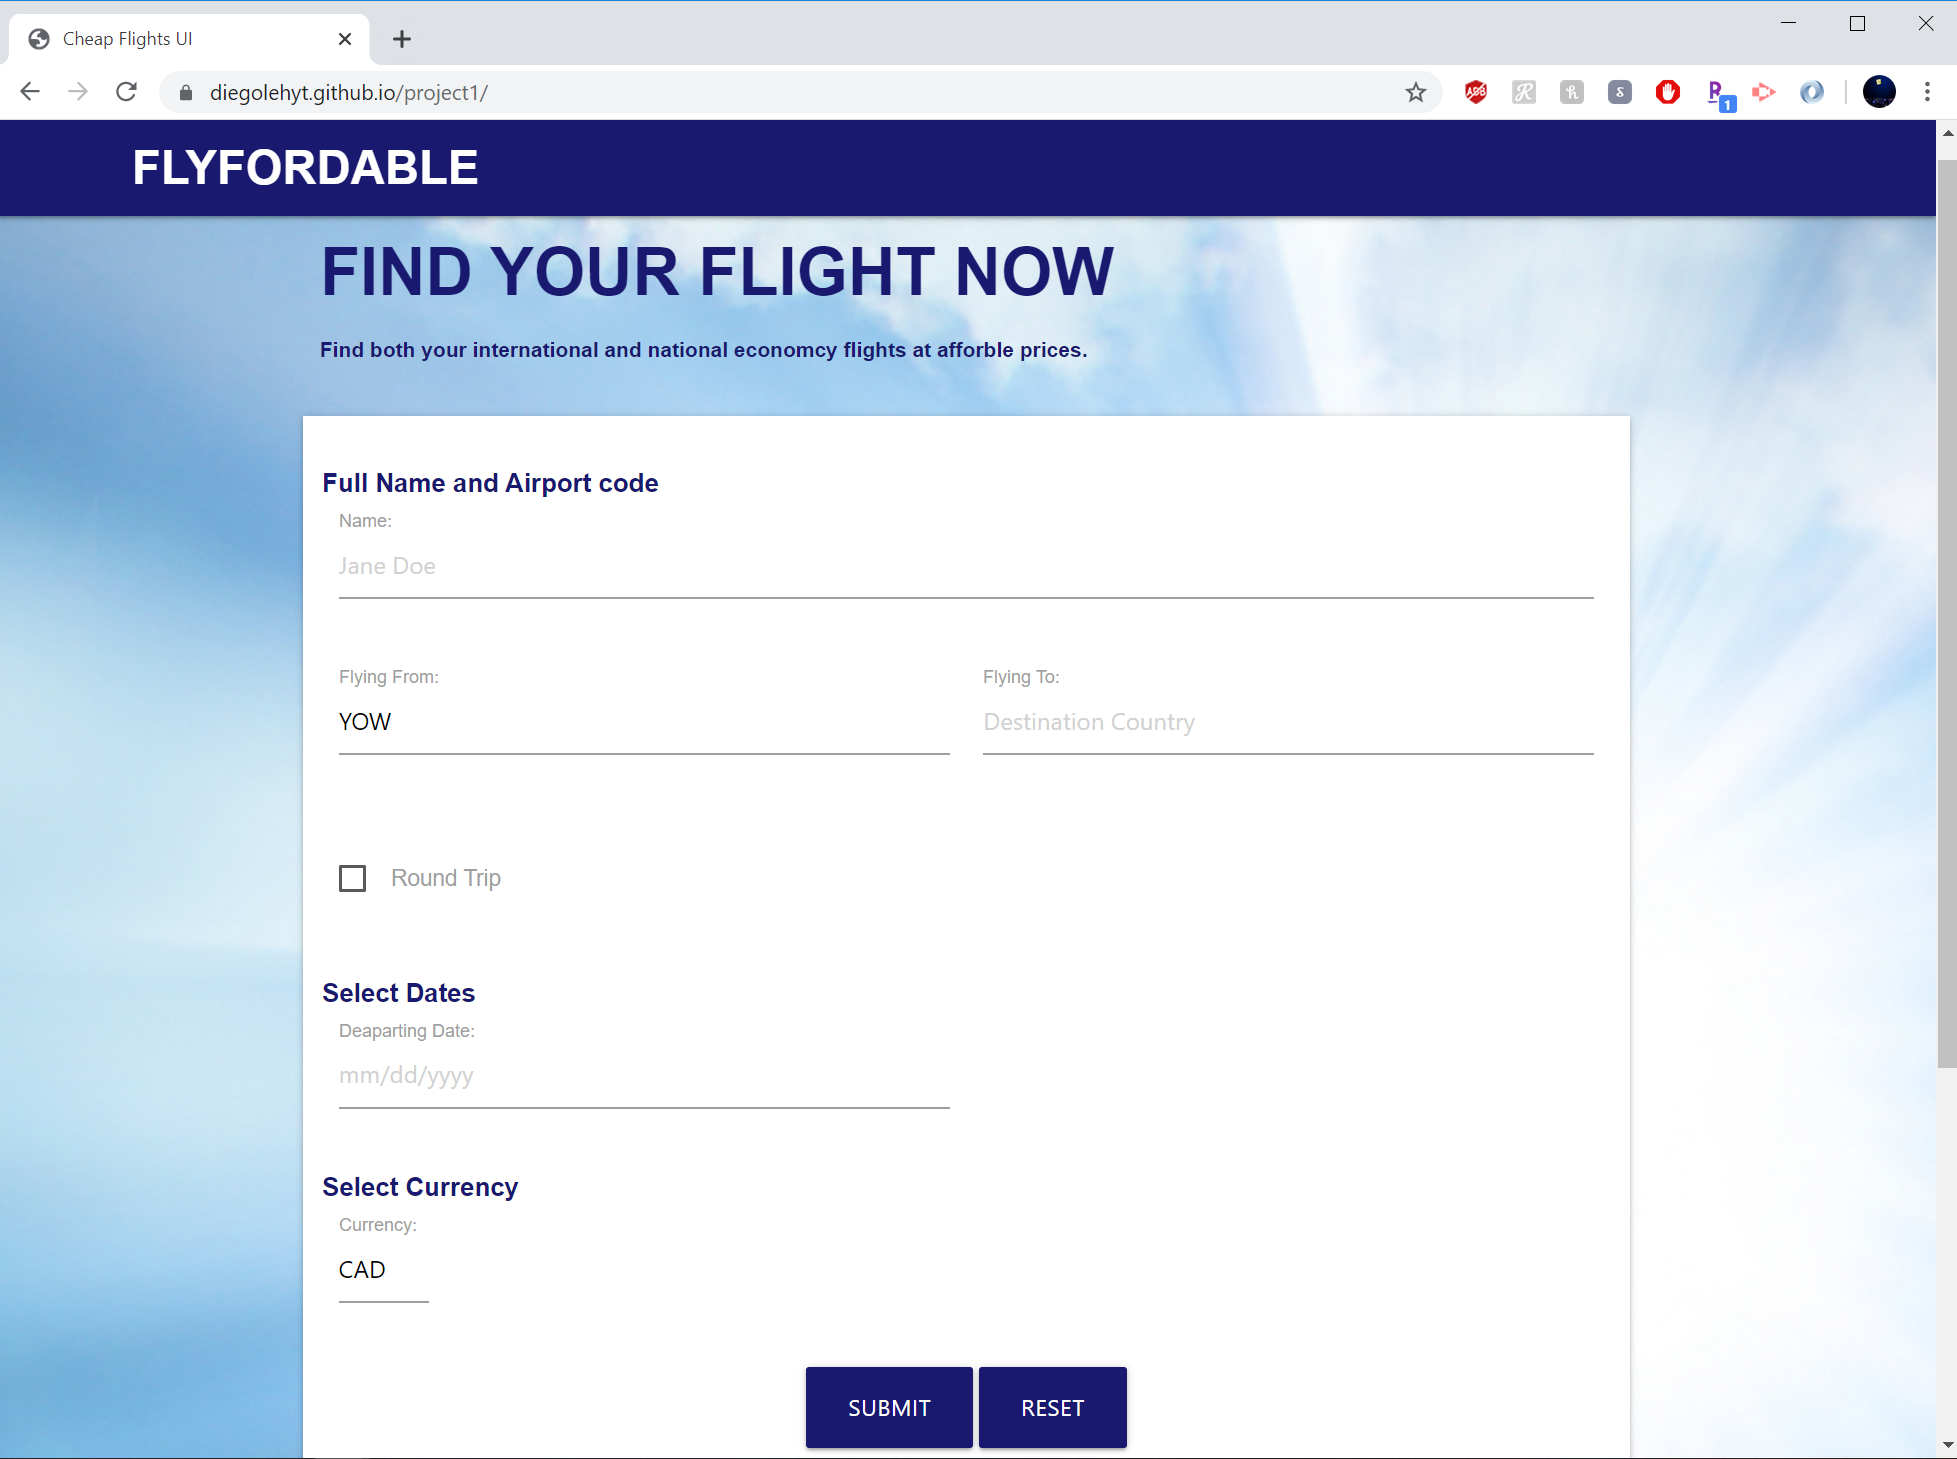 Cheap Flights UI
diegolehyt.github.io/project1/
ADB
R
h
s
R
1
FLYFORDABLE
FIND YOUR FLIGHT NOW
Find both your international and national economcy flights at afforble prices.
Full Name and Airport code
Name:
Jane Doe
Flying From: Flying To:
YOW Destination Country
Round Trip
Select Dates
Deaparting Date:
mm/dd/yyyy
Select Currency
Currency:
CAD
SUBMIT RESET